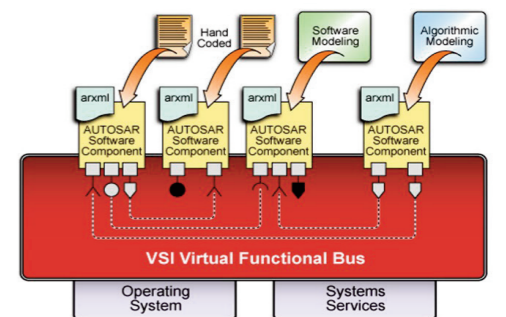 Hand
Coded
Software
Modeling
Algorithmic
Modeling
arxml
arxml
arxml
arxml
AUTOSAR
Software
Component
AUTOSAR
Software
Component
AUTOSAR
Software
Component
AUTOSAR
Software
Component
VSI Virtual Functional Bus
Operating
System
Systems
Services